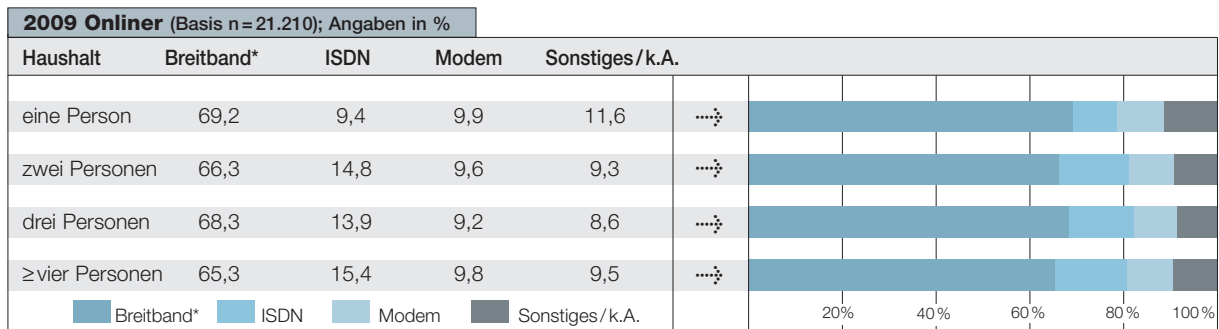 2009 Onliner (Basis n=21.210); Angaben in %
Haushalt Breitband* ISDN Modem Sonstiges/k.A.
eine Person 69,2 9,4 9,9 11,6
zwei Personen 66,3 14,8 9,6 9,3
drei Personen 68,3 13,9 9,2 8,6
≥vier Personen 65,3 15,4 9,8 9,5
Breitband* ISDN Modem Sonstiges/k.A. 20% 40% 60% 80% 100%